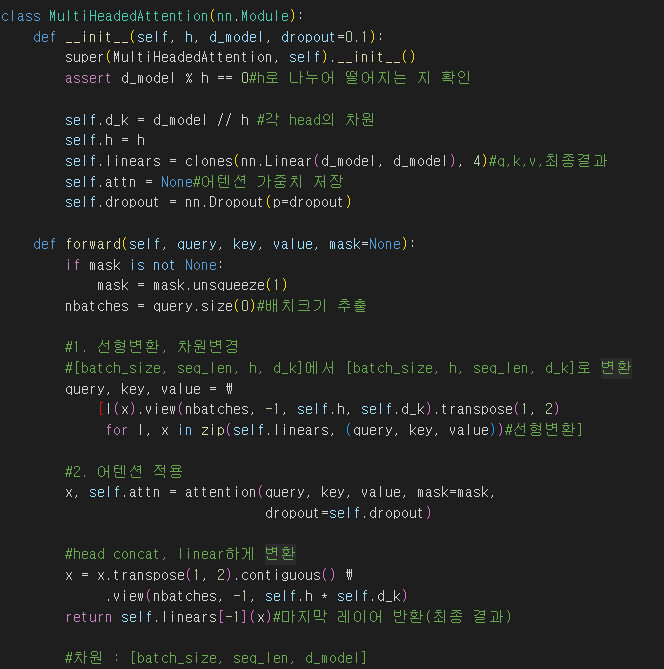 class MultiHeadedAttention(nn.Module):
    def __init__(self, h, d_model, dropout=0.1):
        super(MultiHeadedAttention, self).__init__()
        assert d_model % h == 0#h로 나누어 떨어지는 지 확인

        self.d_k = d_model // h #각 head의 차원
        self.h = h
        self.linears = clones(nn.Linear(d_model, d_model), 4)#q,k,v,최종결과
        self.attn = None#어텐션 가중치 저장
        self.dropout = nn.Dropout(p=dropout)

    def forward(self, query, key, value, mask=None):
        if mask is not None:
            mask = mask.unsqueeze(1)
        nbatches = query.size(0)#배치크기 추출

        #1. 선형변환, 차원변경
        #[batch_size, seq_len, h, d_k]에서 [batch_size, h, seq_len, d_k]로 변환
        query, key, value = ₩
            [l(x).view(nbatches, -1, self.h, self.d_k).transpose(1, 2)
             for l, x in zip(self.linears, (query, key, value))#선형변환]

        #2. 어텐션 적용
        x, self.attn = attention(query, key, value, mask=mask,
                                 dropout=self.dropout)

        #head concat, linear하게 변환
        x = x.transpose(1, 2).contiguous() ₩
             .view(nbatches, -1, self.h * self.d_k)
        return self.linears[-1](x)#마지막 레이어 반환(최종 결과)

        #차원 : [batch_size, seq_len, d_model]